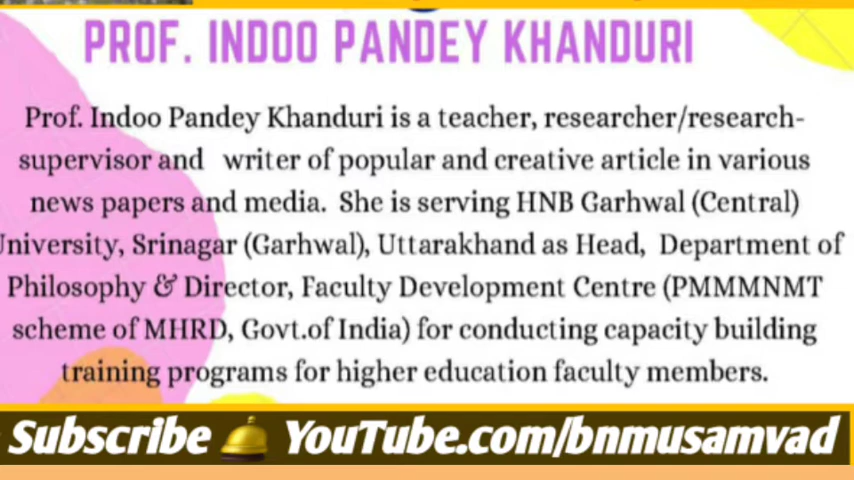 PROF. INDOO PANDEY KHANDURI
Prof. Indoo Pandey Khanduri is a teacher, researcher/research-
supervisor and writer of popular and creative article in various
news papers and media. She is serving HNB Garhwal (Central)
University, Srinagar (Garhwal), Uttarakhand as Head, Department of
Philosophy & Director, Faculty Development Centre (PMMMNMT
scheme of MHRD, Govt.of India) for conducting capacity building
training programs for higher education faculty members.
Subscribe YouTube.com/bnmusamvad